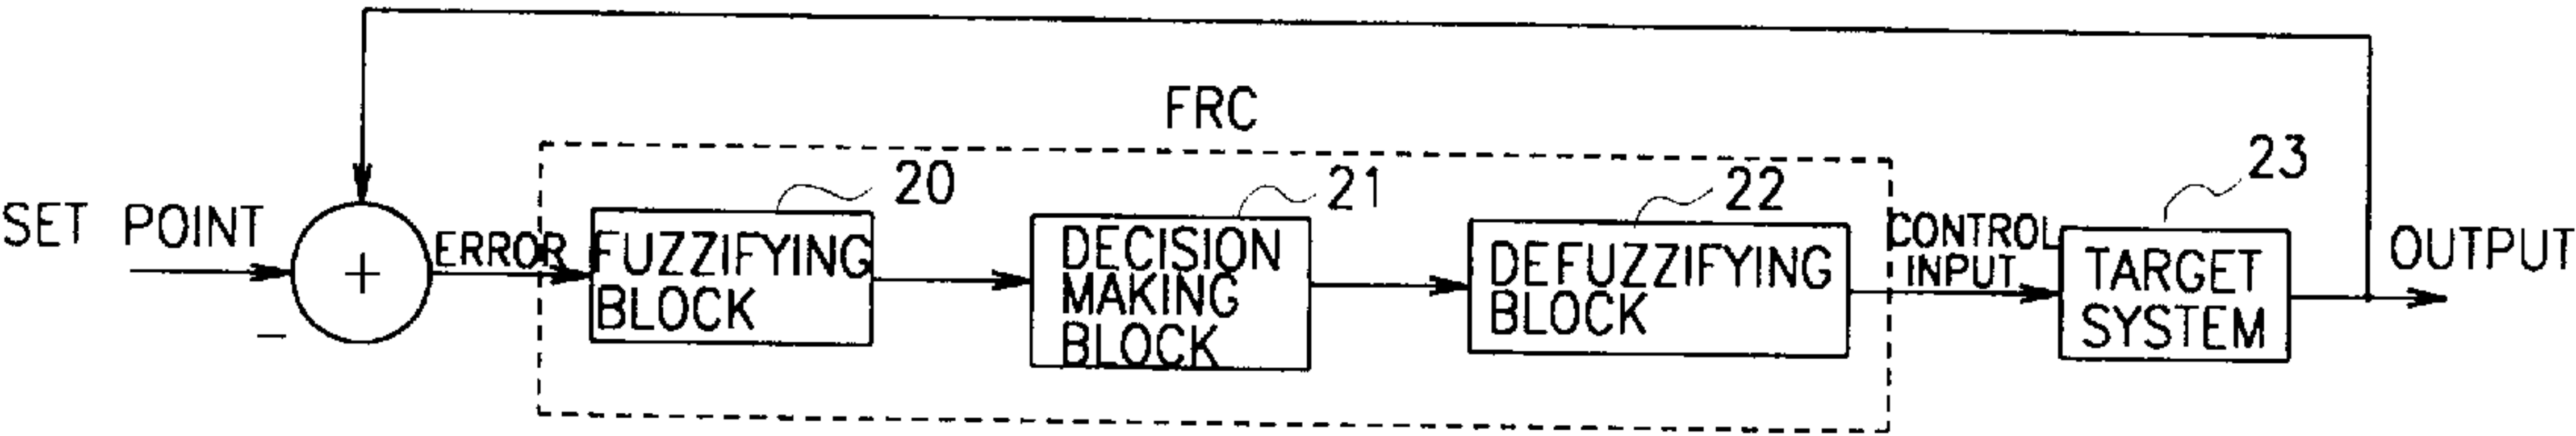 FRC
SET POINT
+
−
ERROR
20
FUZZIFYING
BLOCK
21
DECISION
MAKING
BLOCK
22
DEFUZZIFYING
BLOCK
CONTROL
INPUT
23
TARGET
SYSTEM
OUTPUT